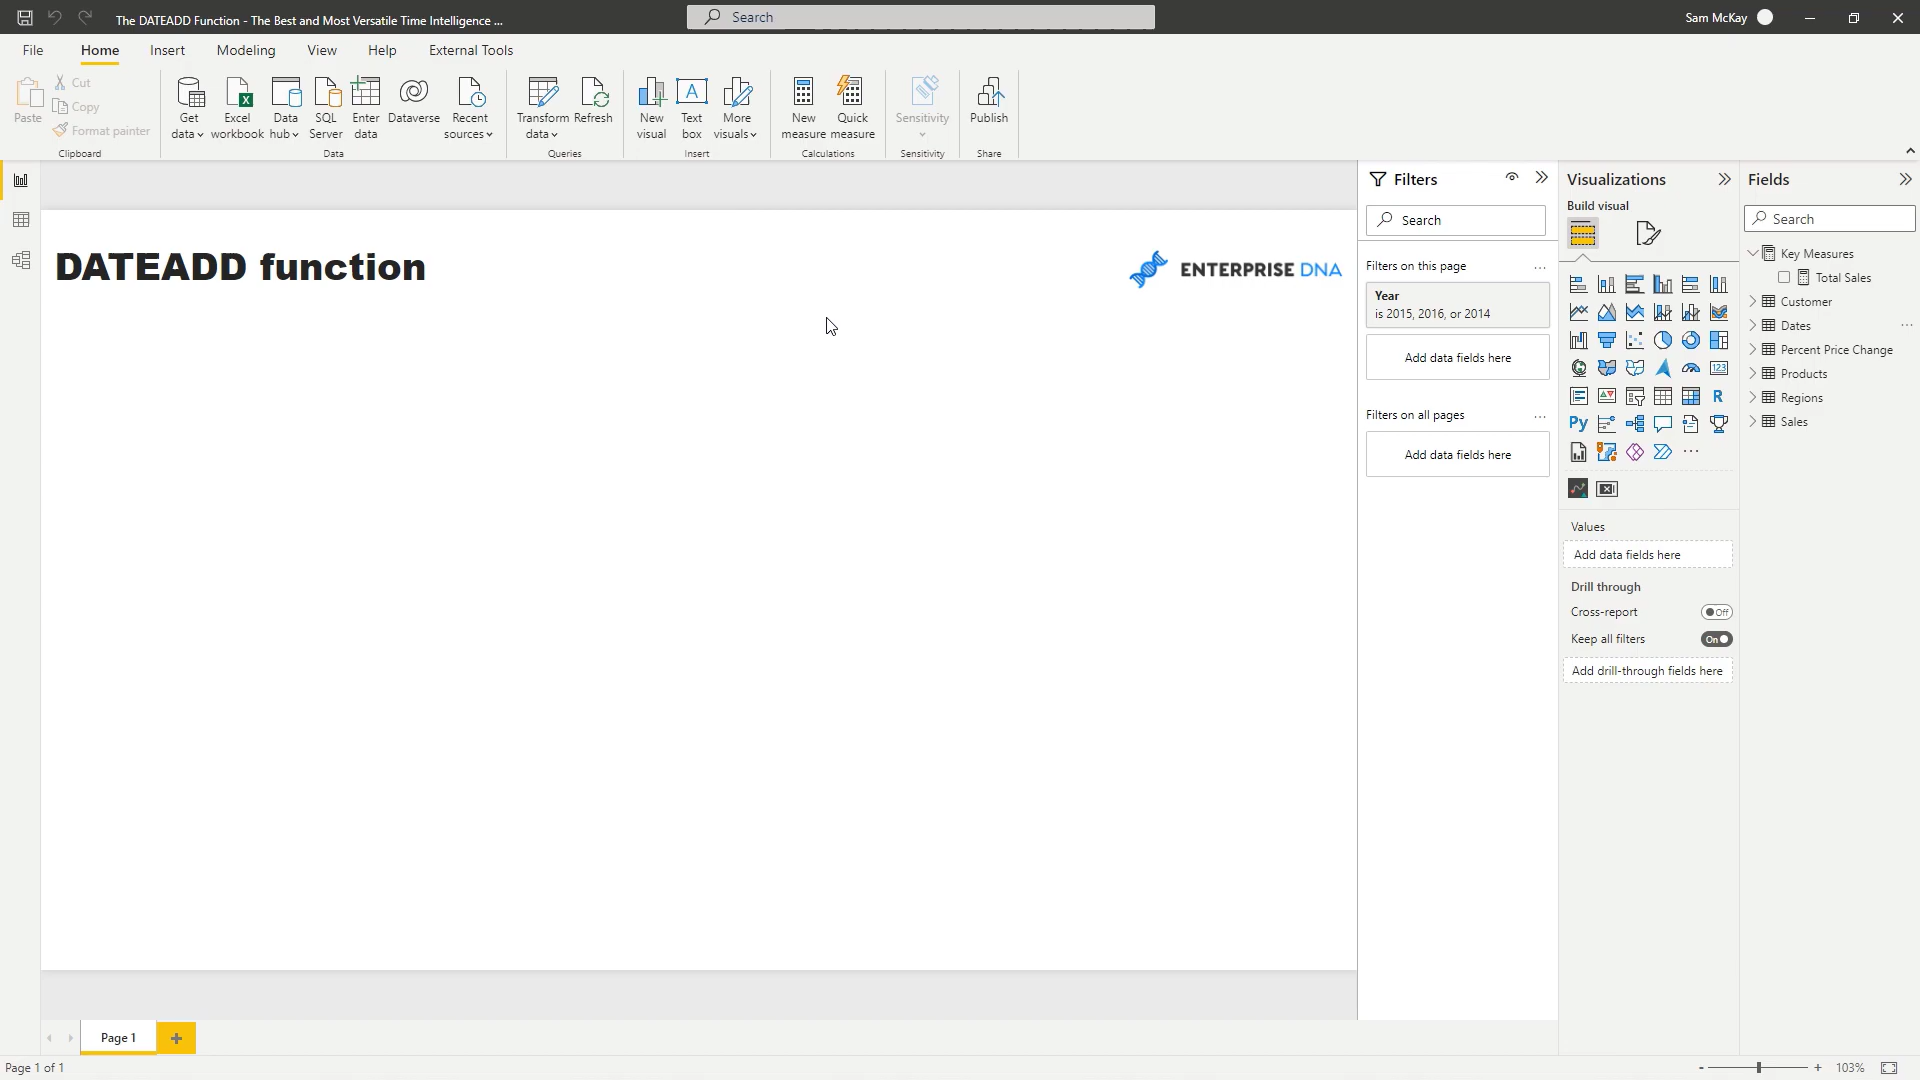 The DATEADD Function - The Best and Most Versatile Time Intelligence ...
Search
Sam McKay
File Home Insert Modeling View Help External Tools
Paste
Cut
Copy
Format painter
Clipboard
Get data
Excel workbook
Data hub
SQL Server
Enter data
Dataverse
Recent sources
Data
Transform data
Refresh
Queries
New visual
Text box
More visuals
Insert
New measure
Quick measure
Calculations
Sensitivity
Sensitivity
Publish
Share
DATEADD function
ENTERPRISE DNA
Filters
Search
Filters on this page ...
Year
is 2015, 2016, or 2014
Add data fields here
Filters on all pages ...
Add data fields here
Visualizations
Build visual
123
R
Py
...
Values
Add data fields here
Drill through
Cross-report
Off
Keep all filters
On
Add drill-through fields here
Fields
Search
Key Measures
Total Sales
Customer
Dates ...
Percent Price Change
Products
Regions
Sales
Page 1
+
Page 1 of 1
- + 103%